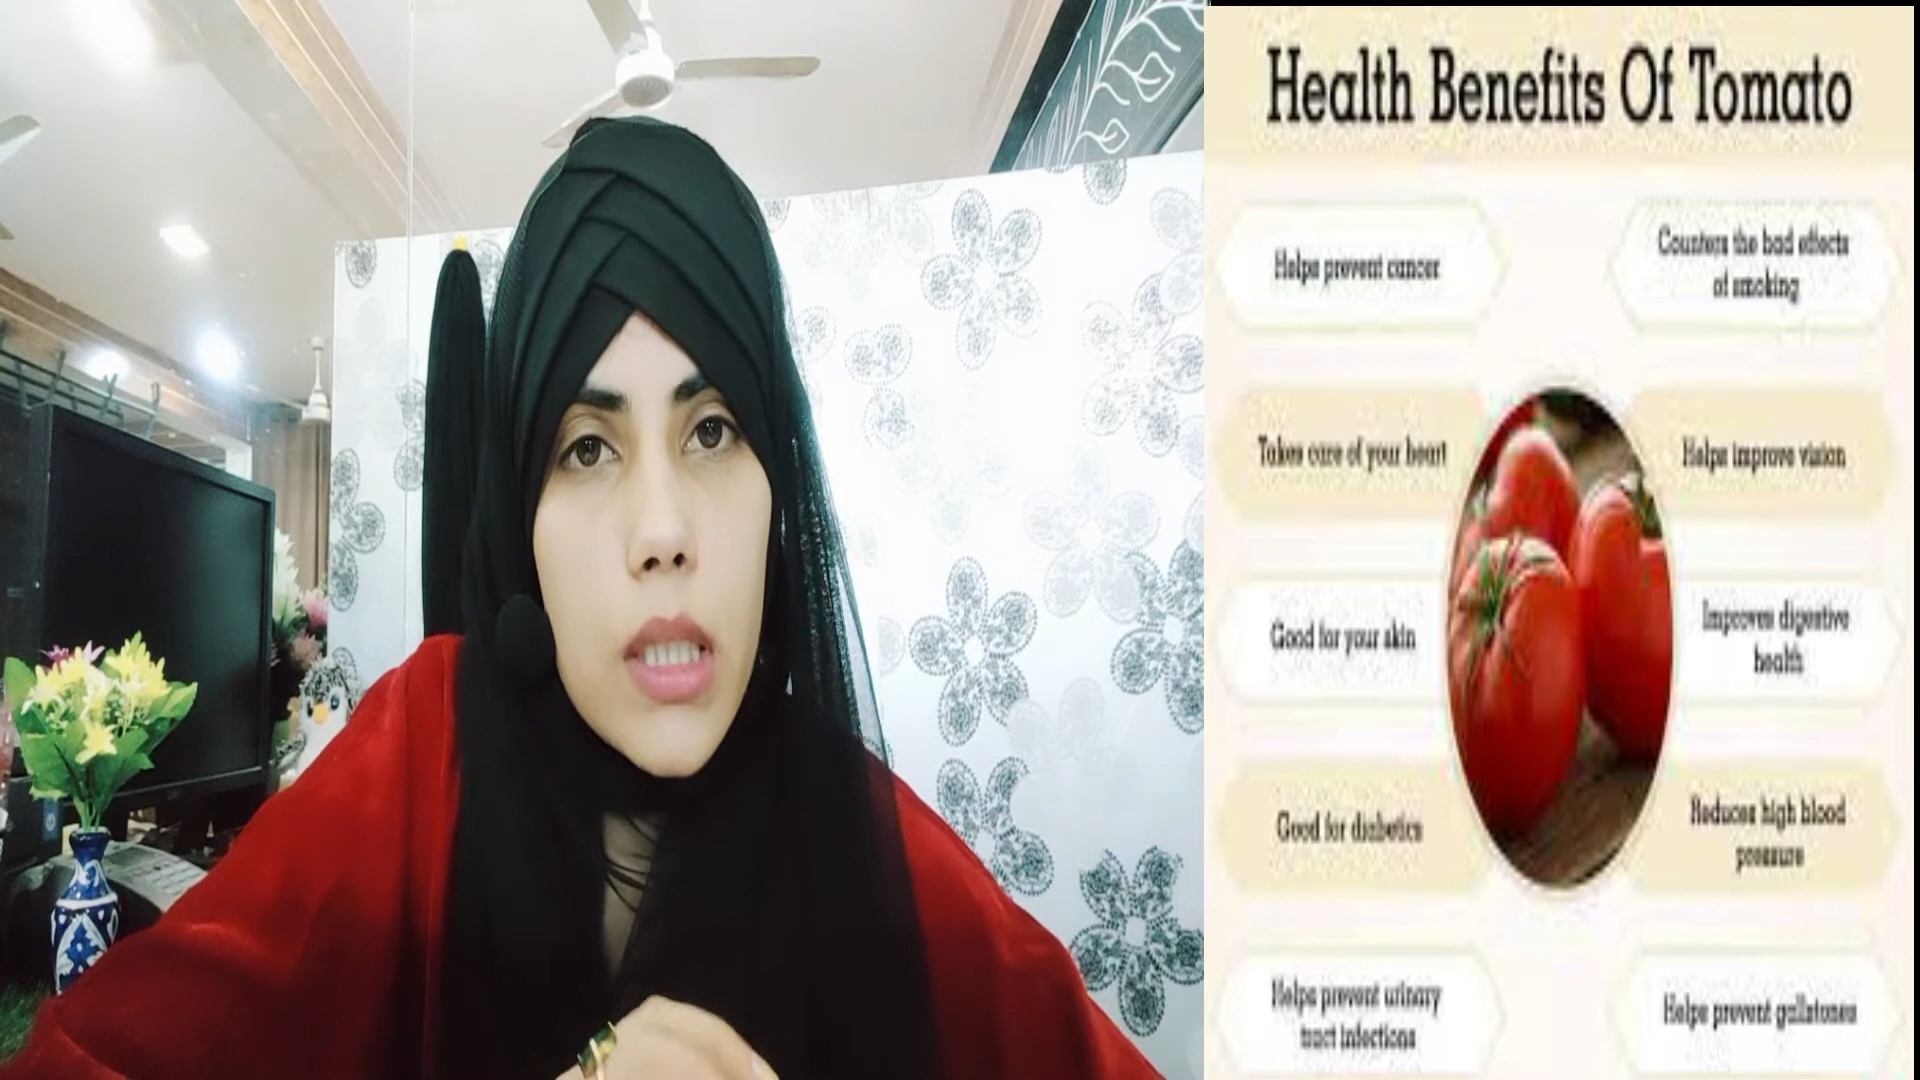 Health Benefits Of Tomato
Helps prevent cancer
Counters the bad effects
of smoking
Takes care of your heart
Helps improve vision
Good for your skin
Improves digestive
health
Good for diabetics
Reduces high blood
pressure
Helps prevent urinary
tract infections
Helps prevent gallstones